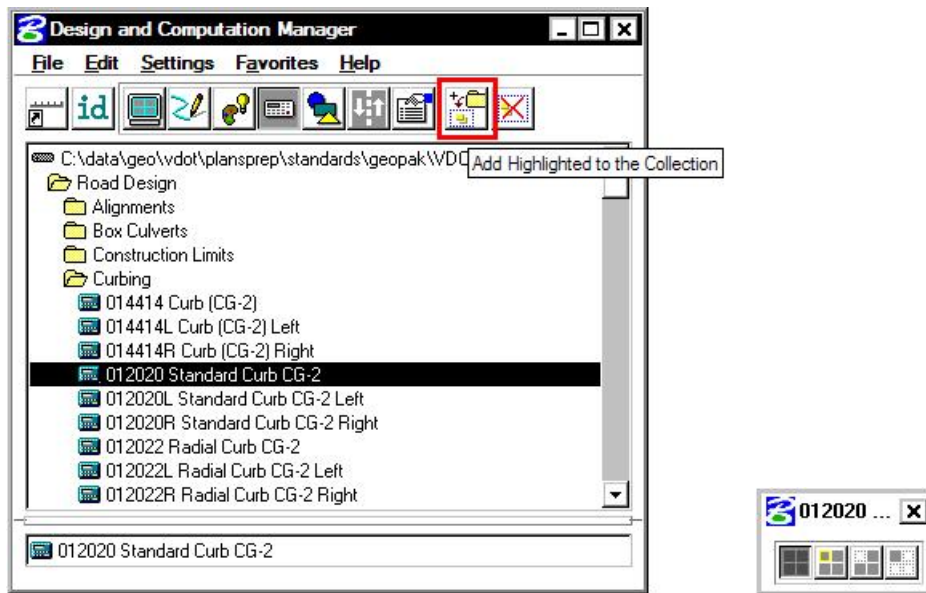 Design and Computation Manager
File Edit Settings Favorites Help
id
C:\data\geo\vdot\plansprep\standards\geopak\VDO
Add Highlighted to the Collection
Road Design
Alignments
Box Culverts
Construction Limits
Curbing
014414 Curb (CG-2)
014414L Curb (CG-2) Left
014414R Curb (CG-2) Right
012020 Standard Curb CG-2
012020L Standard Curb CG-2 Left
012020R Standard Curb CG-2 Right
012022 Radial Curb CG-2
012022L Radial Curb CG-2 Left
012022R Radial Curb CG-2 Right
012020 Standard Curb CG-2
012020 ...